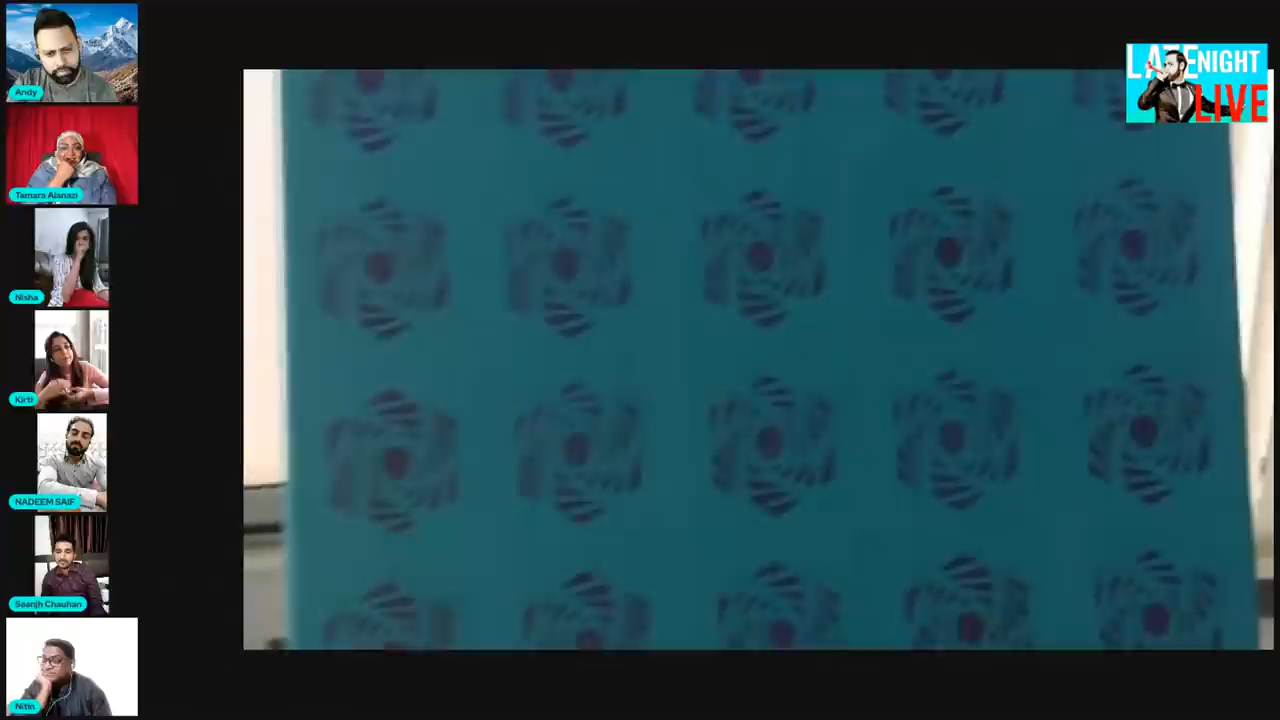 Andy
Tamara Alanazi
Nisha
Kirti
NADEEM SAIF
Saanjh Chauhan
Nitin
LATENIGHT
LIVE